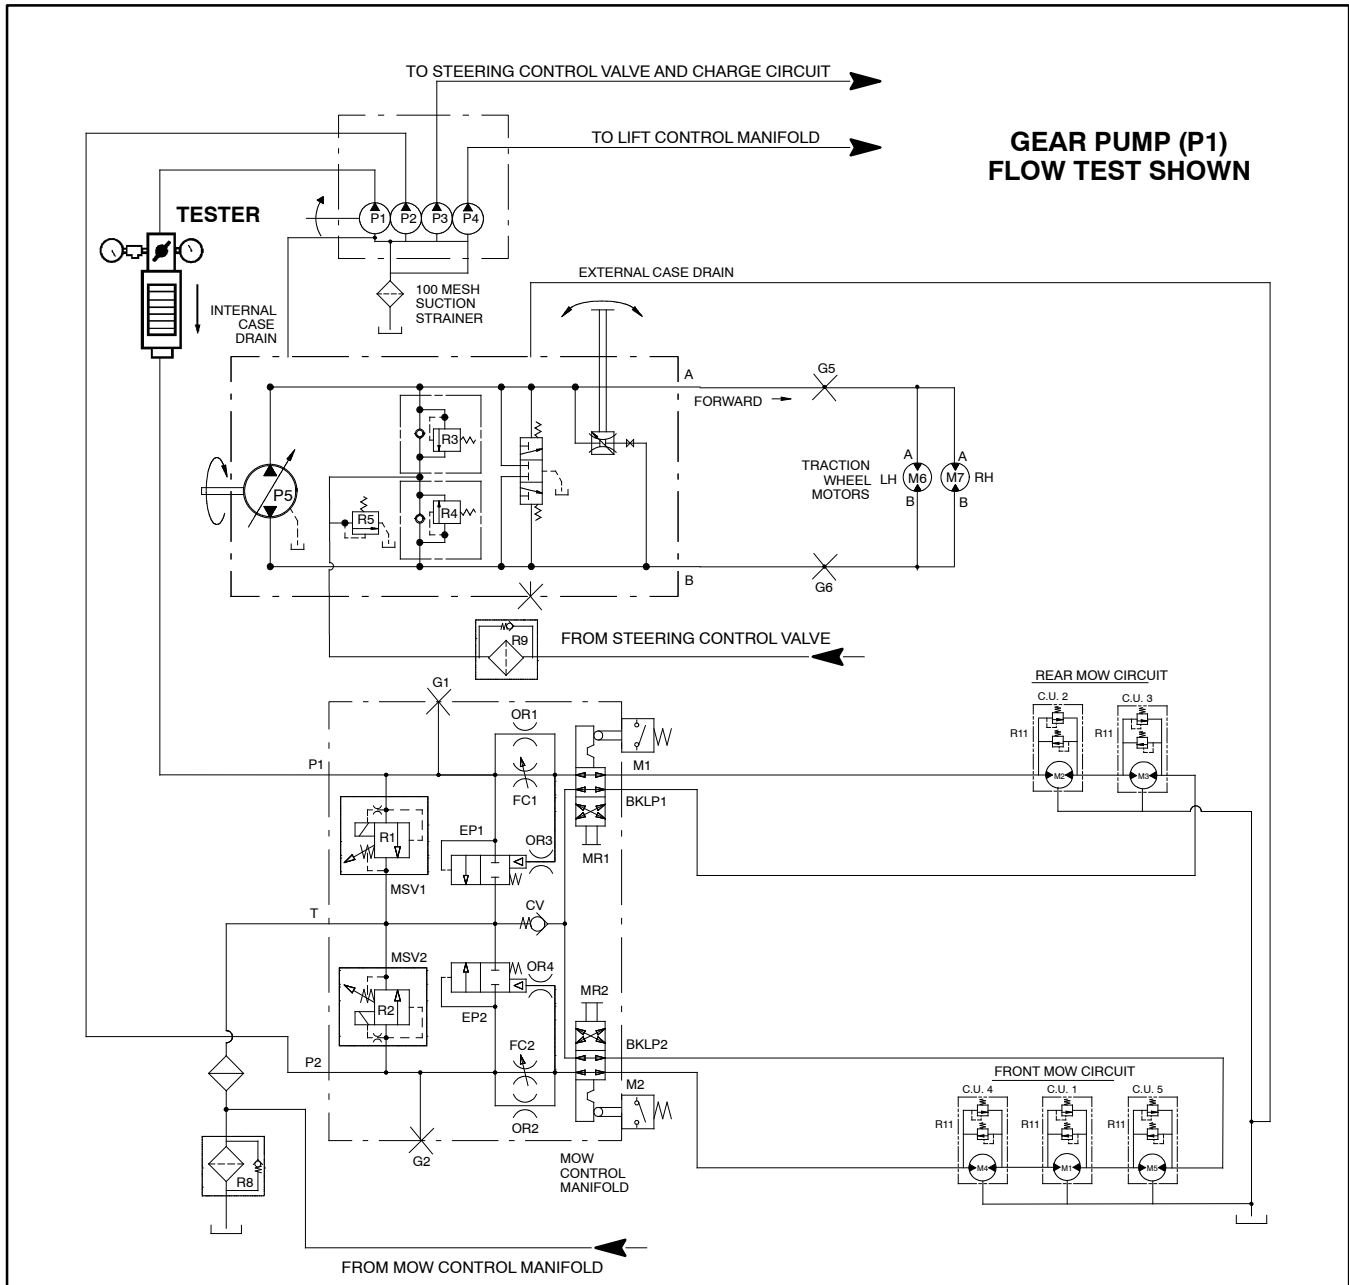 TO STEERING CONTROL VALVE AND CHARGE CIRCUIT
TO LIFT CONTROL MANIFOLD
GEAR PUMP (P1)
FLOW TEST SHOWN
TESTER
P1 P2 P3 P4
EXTERNAL CASE DRAIN
100 MESH
SUCTION
STRAINER
INTERNAL
CASE
DRAIN
A
G5
FORWARD
R3
TRACTION
WHEEL
MOTORS
A A
LH M6 M7 RH
B B
P5
R5
R4
B
G6
R9
FROM STEERING CONTROL VALVE
REAR MOW CIRCUIT
C.U. 2
C.U. 3
R11
R11
M2
M3
G1
OR1
P1
M1
FC1
BKLP1
R1
EP1
OR3
MR1
MSV1
CV
T
MSV2
OR4
MR2
R2
EP2
FC2
BKLP2
P2
M2
OR2
G2
MOW
CONTROL
MANIFOLD
FRONT MOW CIRCUIT
C.U. 4
C.U. 1
C.U. 5
R11
R11
R11
M4
M1
M5
R8
FROM MOW CONTROL MANIFOLD